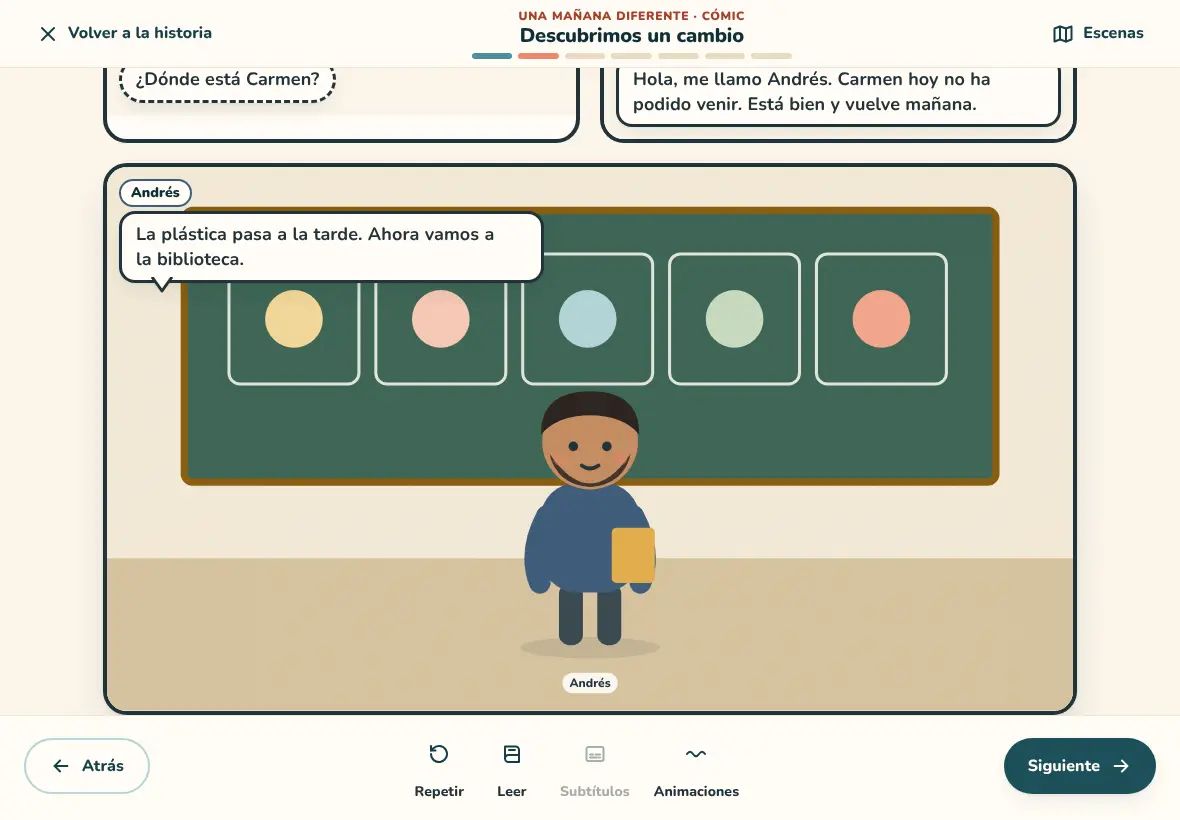 Volver a la historia
UNA MAÑANA DIFERENTE · CÓMIC
Descubrimos un cambio
Escenas
¿Dónde está Carmen?
Hola, me llamo Andrés. Carmen hoy no ha
podido venir. Está bien y vuelve mañana.
Andrés
La plástica pasa a la tarde. Ahora vamos a
la biblioteca.
Andrés
Atrás
Repetir
Leer
Subtítulos
Animaciones
Siguiente